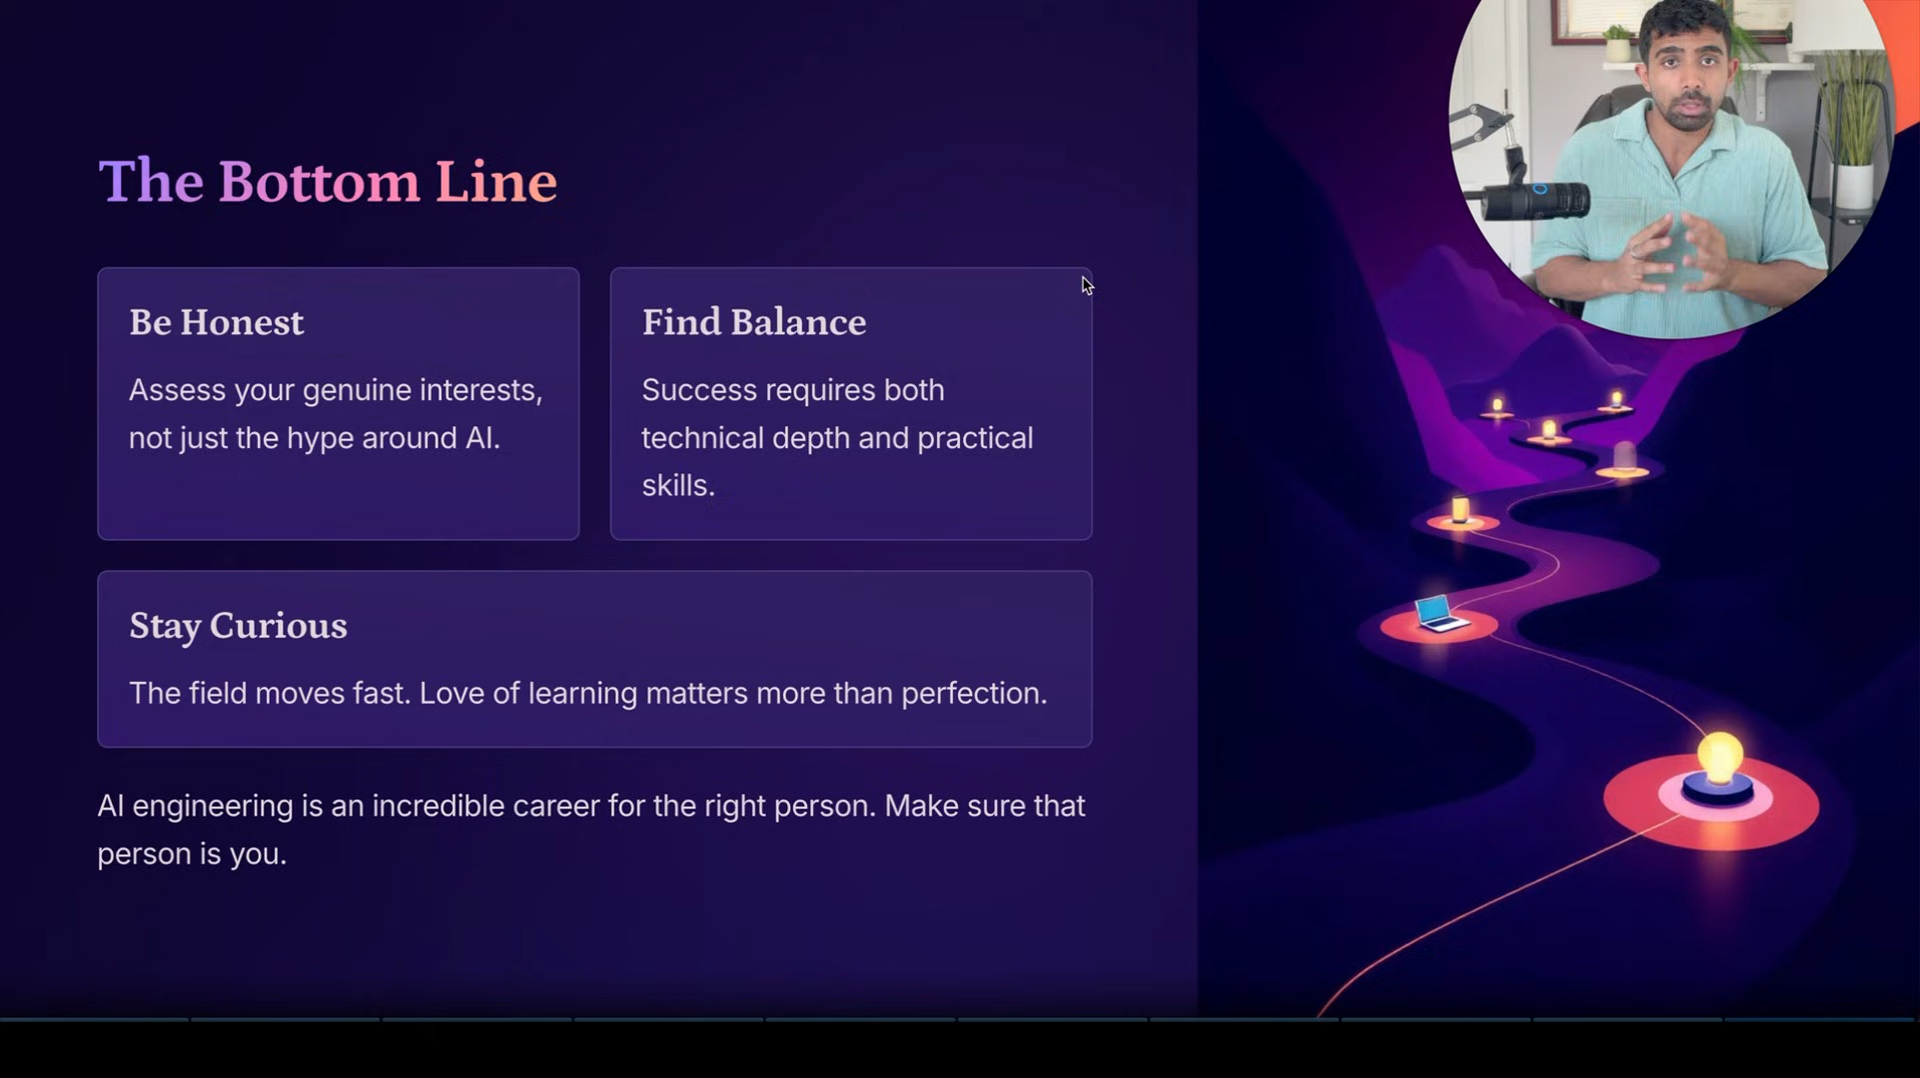 The Bottom Line
Be Honest
Assess your genuine interests,
not just the hype around AI.
Find Balance
Success requires both
technical depth and practical
skills.
Stay Curious
The field moves fast. Love of learning matters more than perfection.
AI engineering is an incredible career for the right person. Make sure that
person is you.